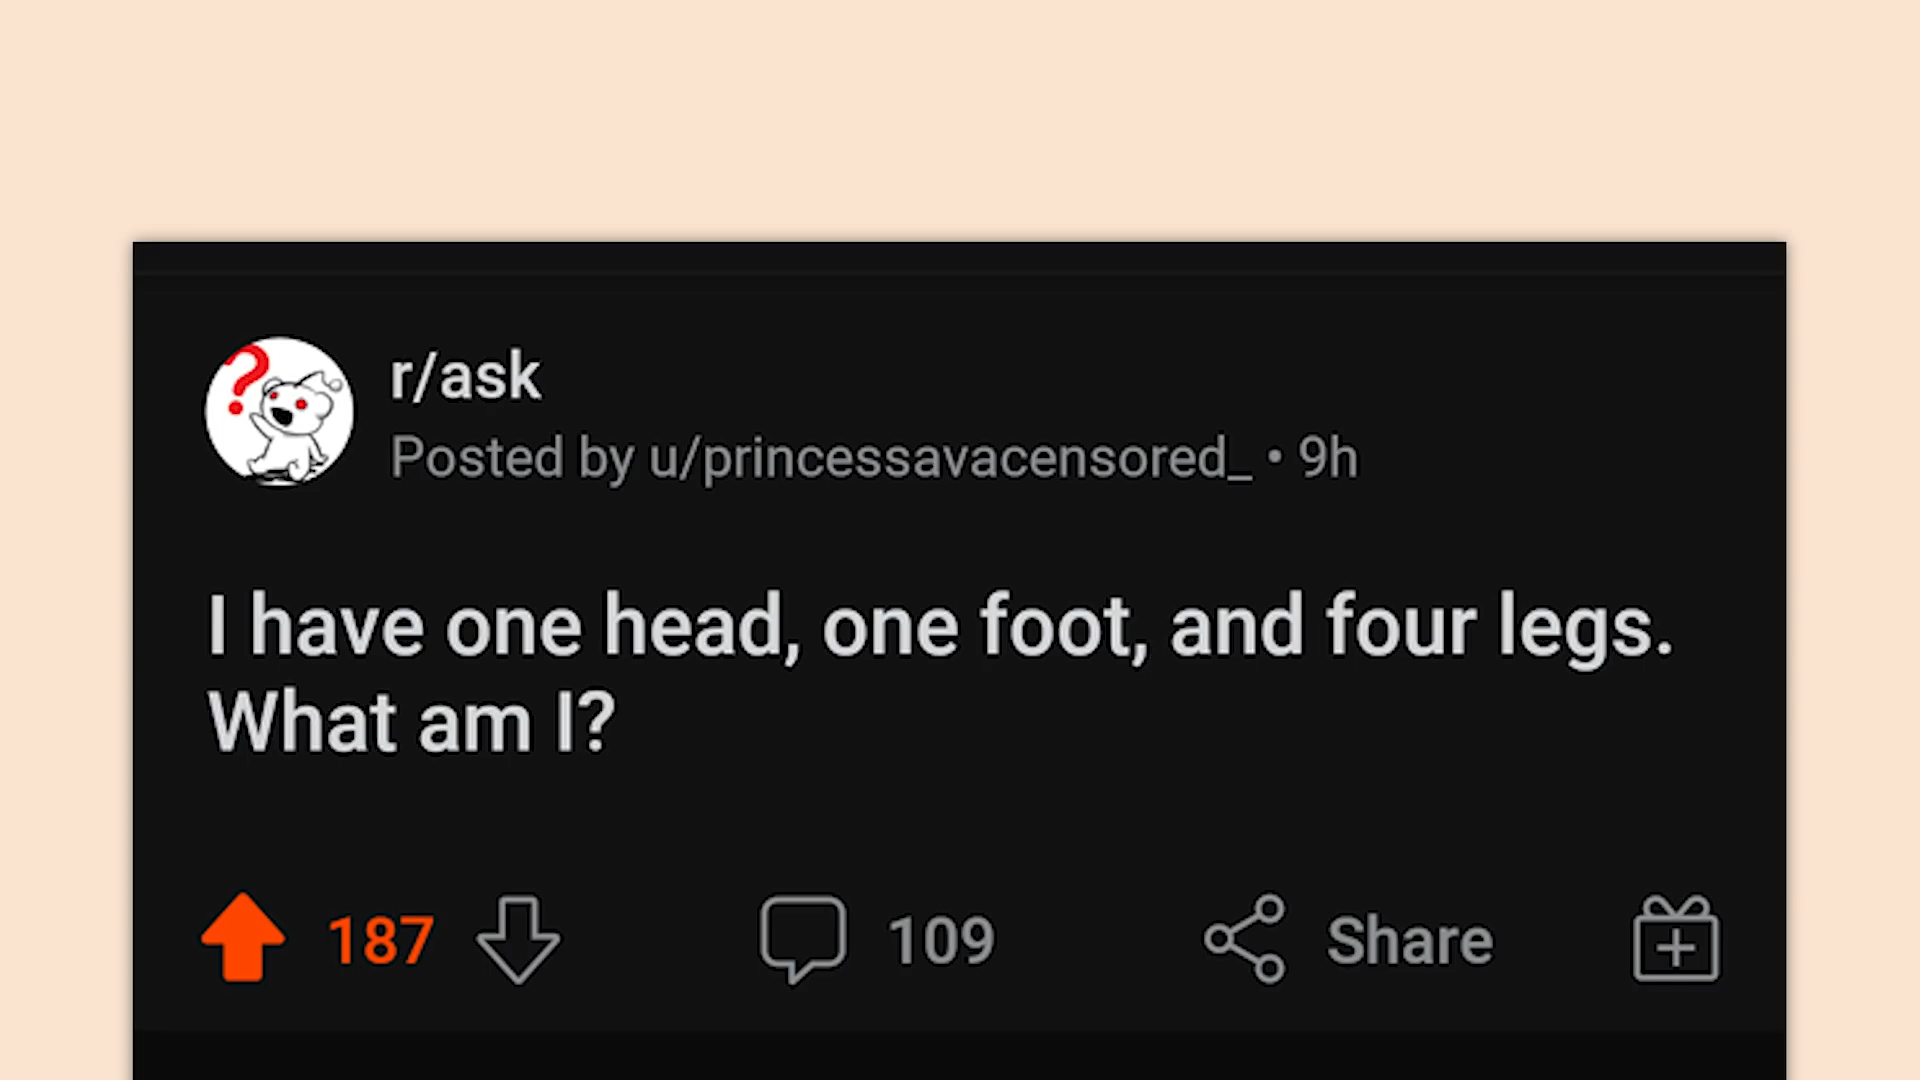 r/ask
Posted by u/princessavacensored_ • 9h
I have one head, one foot, and four legs.
What am I?
187
109
Share